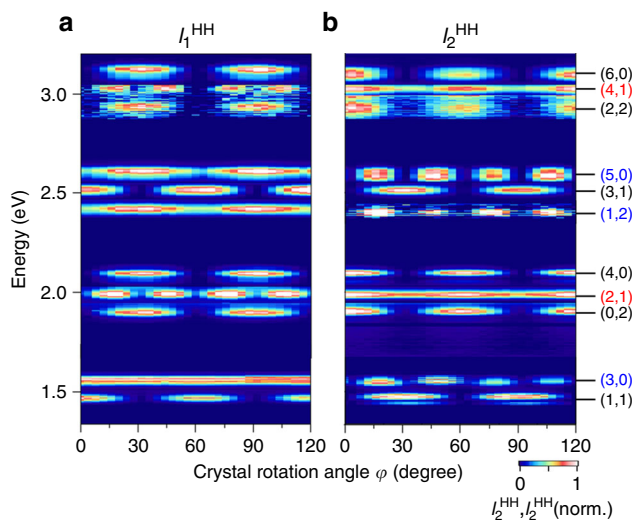 a
I₁ᴴᴴ
b
I₂ᴴᴴ
Energy (eV)
3.0
2.5
2.0
1.5
(6,0)
(4,1)
(2,2)
(5,0)
(3,1)
(1,2)
(4,0)
(2,1)
(0,2)
(3,0)
(1,1)
0 30 60 90 120 0 30 60 90 120
Crystal rotation angle φ (degree)
0 1
I₂ᴴᴴ,I₂ᴴᴴ(norm.)